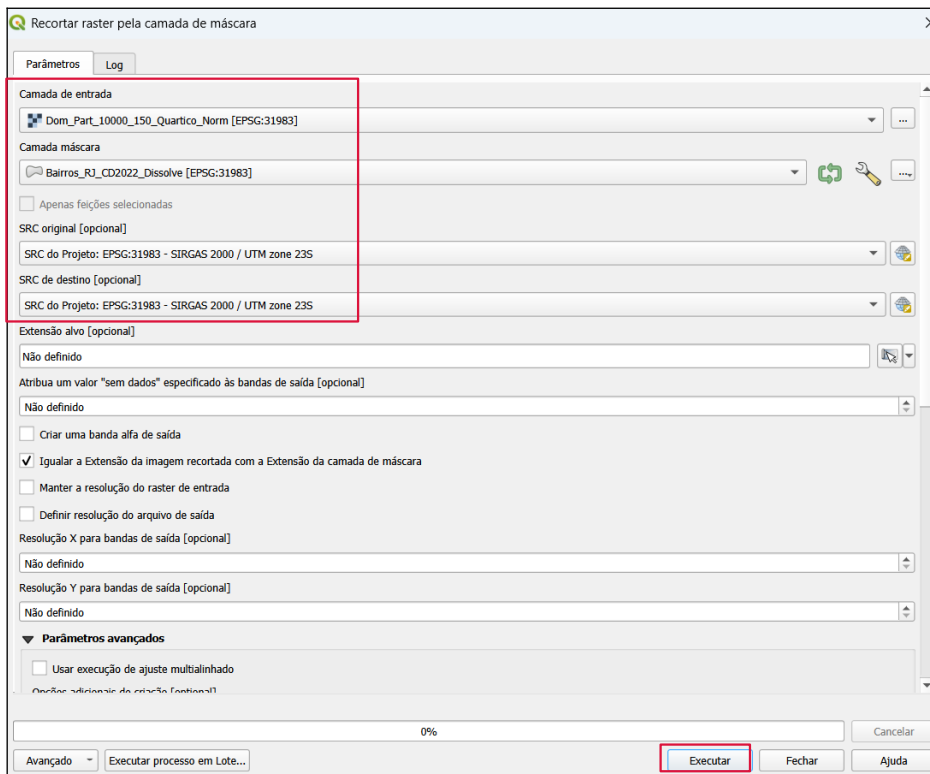 Recortar raster pela camada de máscara
Parâmetros Log
Camada de entrada
Dom_Part_10000_150_Quartico_Norm [EPSG:31983]
...
Camada máscara
Bairros_RJ_CD2022_Dissolve [EPSG:31983]
...
Apenas feições selecionadas
SRC original [opcional]
SRC do Projeto: EPSG:31983 - SIRGAS 2000 / UTM zone 23S
SRC de destino [opcional]
SRC do Projeto: EPSG:31983 - SIRGAS 2000 / UTM zone 23S
Extensão alvo [opcional]
Não definido
Atribua um valor "sem dados" especificado às bandas de saída [opcional]
Não definido
Criar uma banda alfa de saída
Igualar a Extensão da imagem recortada com a Extensão da camada de máscara
Manter a resolução do raster de entrada
Definir resolução do arquivo de saída
Resolução X para bandas de saída [opcional]
Não definido
Resolução Y para bandas de saída [opcional]
Não definido
Parâmetros avançados
Usar execução de ajuste multialinhado
Opções adicionais de criação [optional]
0%
Cancelar
Avançado Executar processo em Lote... Executar Fechar Ajuda